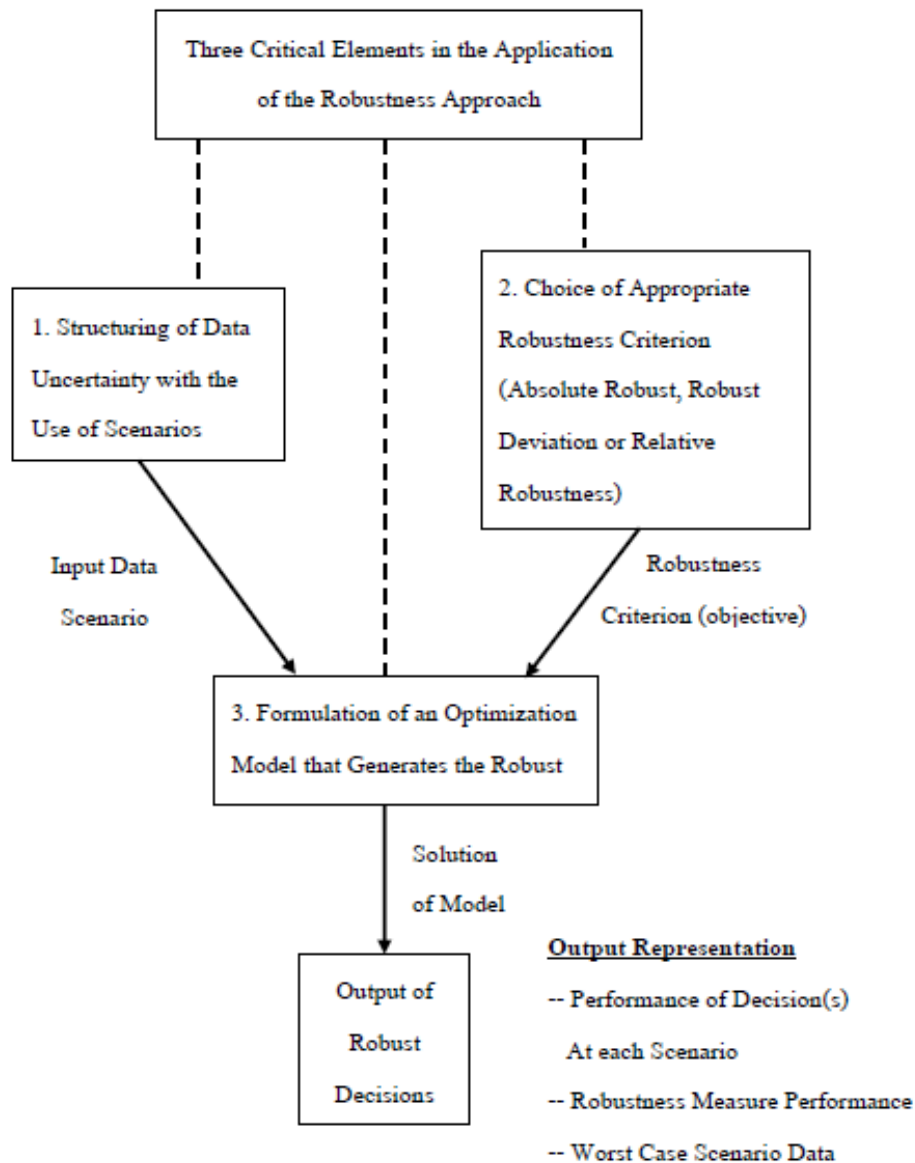 Three Critical Elements in the Application
of the Robustness Approach
1. Structuring of Data
Uncertainty with the
Use of Scenarios
2. Choice of Appropriate
Robustness Criterion
(Absolute Robust, Robust
Deviation or Relative
Robustness)
Input Data
Scenario
Robustness
Criterion (objective)
3. Formulation of an Optimization
Model that Generates the Robust
Solution
of Model
Output of
Robust
Decisions
Output Representation
-- Performance of Decision(s)
At each Scenario
-- Robustness Measure Performance
-- Worst Case Scenario Data